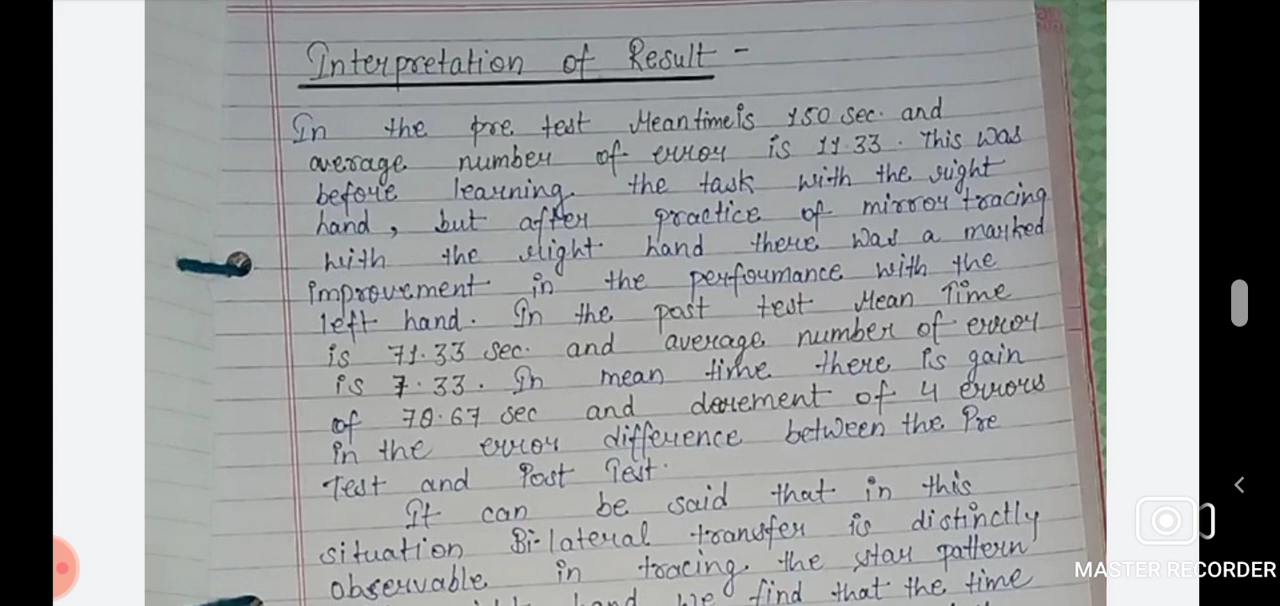 Interpretation of Result -
In the pre test Mean time is 150 sec. and
average number of error is 11.33. This was
before learning the task with the right
hand, but after practice of mirror tracing
with the right hand there was a marked
improvement in the performance with the
left hand. In the post test Mean Time
is 71.33 sec. and average number of error
is 7.33. In mean time there is gain
of 78.67 sec and decrement of 4 errors
in the error difference between the Pre
Test and Post Test.
It can be said that in this
situation Bi-lateral transfer is distinctly
observable in tracing the star pattern
hand we find that the time
MASTER RECORDER